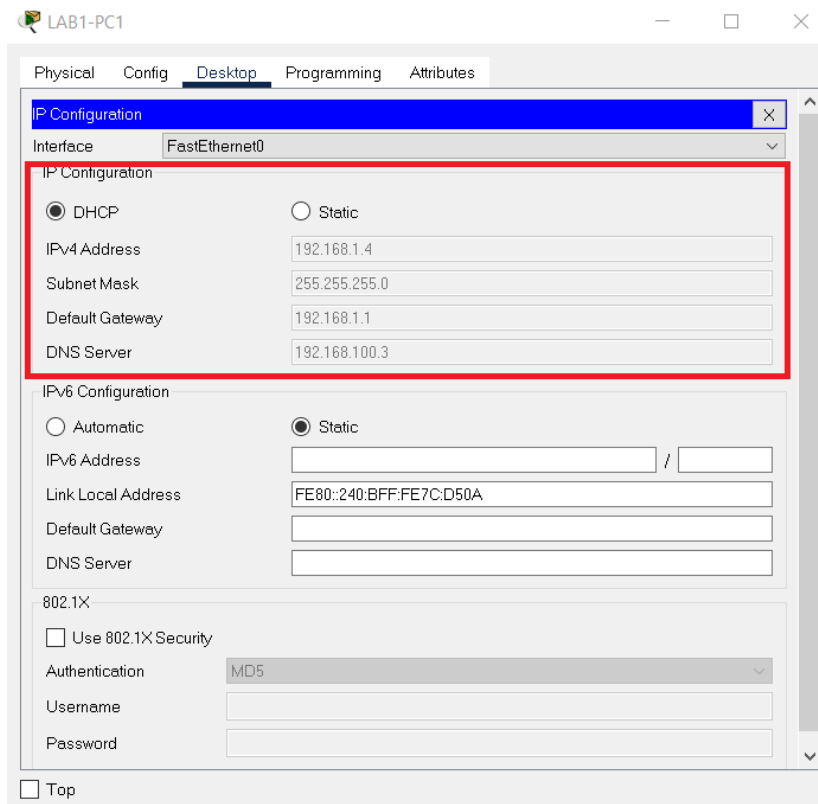 LAB1-PC1
Physical Config Desktop Programming Attributes
IP Configuration X
Interface FastEthernet0
IP Configuration
DHCP Static
IPv4 Address 192.168.1.4
Subnet Mask 255.255.255.0
Default Gateway 192.168.1.1
DNS Server 192.168.100.3
IPv6 Configuration
Automatic Static
IPv6 Address /
Link Local Address FE80::240:BFF:FE7C:D50A
Default Gateway
DNS Server
802.1X
Use 802.1X Security
Authentication MD5
Username
Password
Top